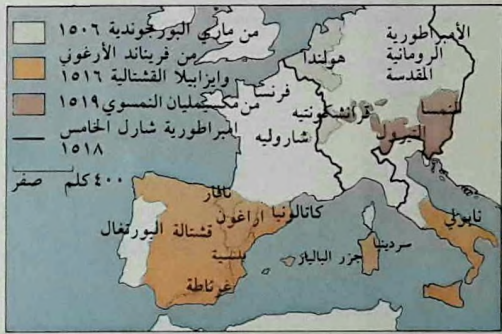 من ماري البورجوندية ١٥٠٦
من فريناند الأرغوني
وايزابيلا القشتالية ١٥١٦
من مكسيمليان النمسوي ١٥١٩
امبراطورية شارل الخامس
١٥١٨
٤٠٠ كلم صفر
الأمبراطورية
الرومانية
المقدسة
هولندا
فرنسا
فرانشكونتيه
شاروليه
النمسا
التيرول
نافار
كاتالونيا
اراغون
قشتالة
البورتغال
بلنسية
غرناطة
جزر الباليار
سردينيا
نابولي